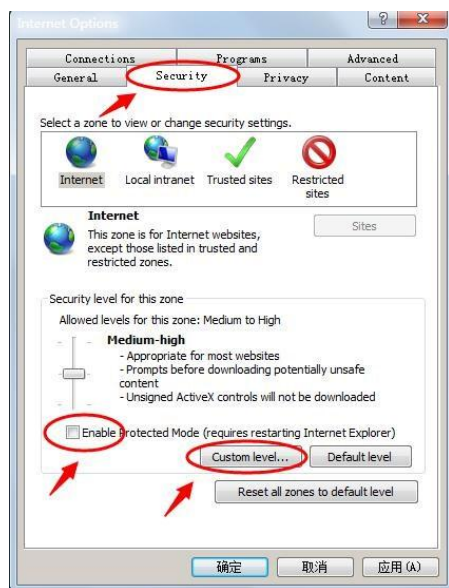 Internet Options
Connections Programs Advanced
General Security Privacy Content
Select a zone to view or change security settings.
Internet Local intranet Trusted sites Restricted
sites
Internet
Sites
This zone is for Internet websites,
except those listed in trusted and
restricted zones.
Security level for this zone
Allowed levels for this zone: Medium to High
Medium-high
- Appropriate for most websites
- Prompts before downloading potentially unsafe
content
- Unsigned ActiveX controls will not be downloaded
Enable Protected Mode (requires restarting Internet Explorer)
Custom level... Default level
Reset all zones to default level
确定 取消 应用(A)